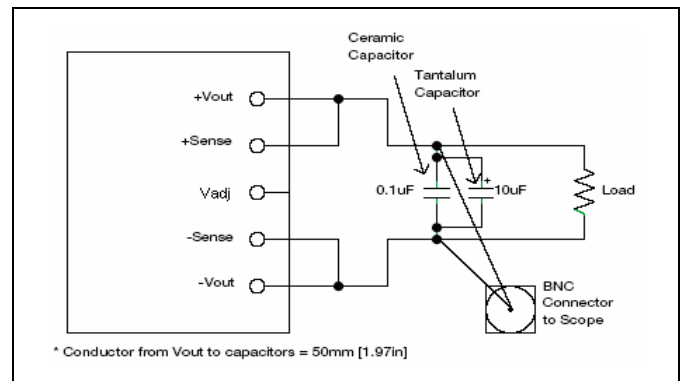 Ceramic
Capacitor
Tantalum
Capacitor
+Vout
+Sense
Vadj
-Sense
-Vout
0.1uF
+
10uF
Load
BNC
Connector
to Scope
* Conductor from Vout to capacitors = 50mm [1.97in]